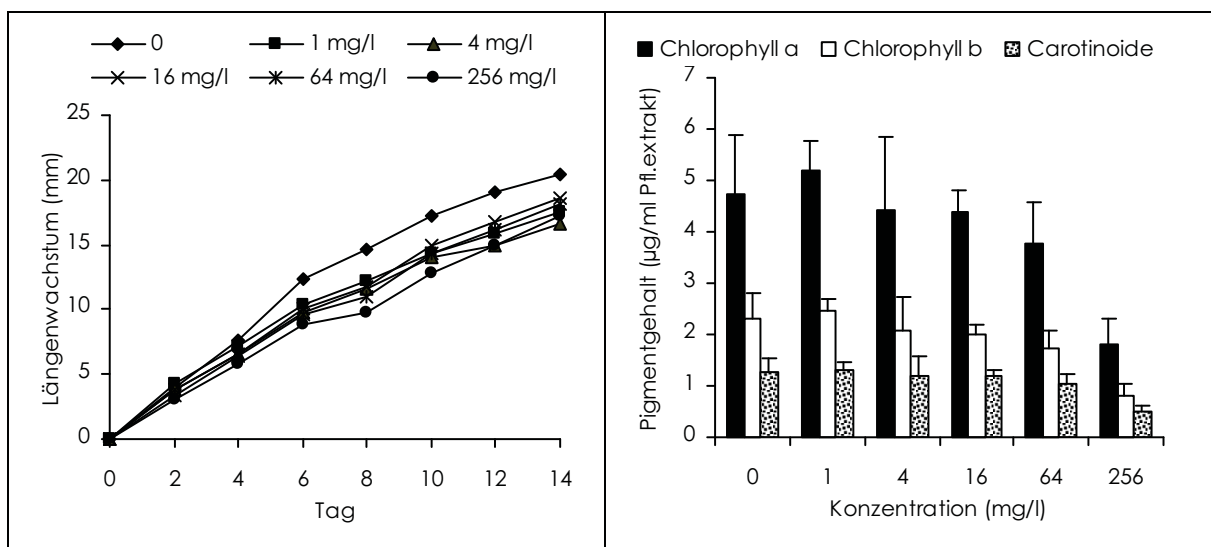 0 1 mg/l 4 mg/l
16 mg/l 64 mg/l 256 mg/l
Längenwachstum (mm)
25
20
15
10
5
0
0 2 4 6 8 10 12 14
Tag
Chlorophyll a Chlorophyll b Carotinoide
Pigmentgehalt (µg/ml Pfl.extrakt)
7
6
5
4
3
2
1
0
0 1 4 16 64 256
Konzentration (mg/l)